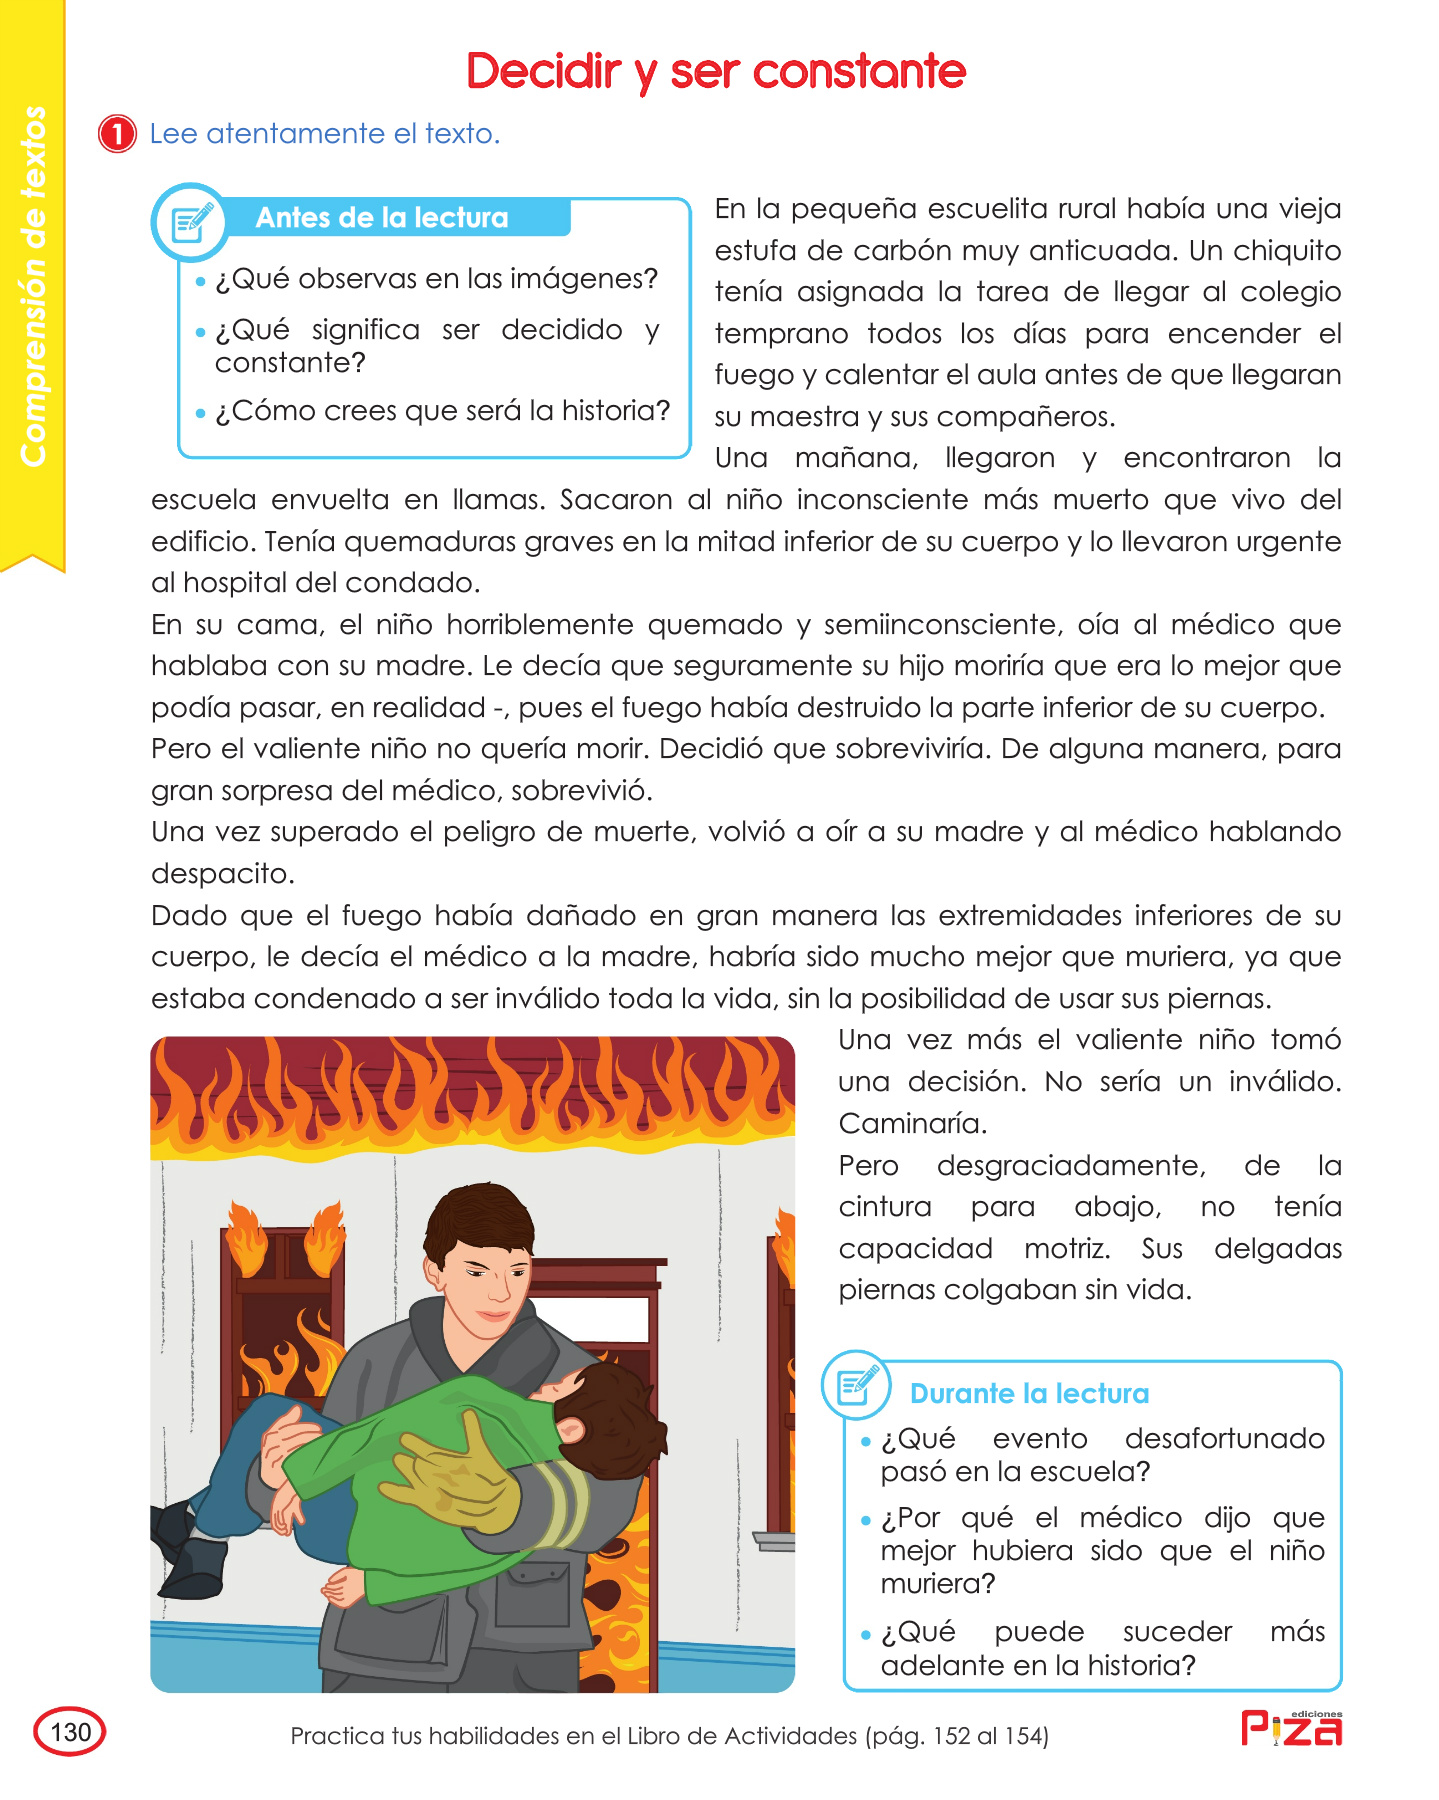 Comprensión de textos
Decidir y ser constante
1 Lee atentamente el texto.
Antes de la lectura
• ¿Qué observas en las imágenes?
• ¿Qué significa ser decidido y
constante?
• ¿Cómo crees que será la historia?
En la pequeña escuelita rural había una vieja
estufa de carbón muy anticuada. Un chiquito
tenía asignada la tarea de llegar al colegio
temprano todos los días para encender el
fuego y calentar el aula antes de que llegaran
su maestra y sus compañeros.
Una mañana, llegaron y encontraron la
escuela envuelta en llamas. Sacaron al niño inconsciente más muerto que vivo del
edificio. Tenía quemaduras graves en la mitad inferior de su cuerpo y lo llevaron urgente
al hospital del condado.
En su cama, el niño horriblemente quemado y semiinconsciente, oía al médico que
hablaba con su madre. Le decía que seguramente su hijo moriría que era lo mejor que
podía pasar, en realidad -, pues el fuego había destruido la parte inferior de su cuerpo.
Pero el valiente niño no quería morir. Decidió que sobreviviría. De alguna manera, para
gran sorpresa del médico, sobrevivió.
Una vez superado el peligro de muerte, volvió a oír a su madre y al médico hablando
despacito.
Dado que el fuego había dañado en gran manera las extremidades inferiores de su
cuerpo, le decía el médico a la madre, habría sido mucho mejor que muriera, ya que
estaba condenado a ser inválido toda la vida, sin la posibilidad de usar sus piernas.
Una vez más el valiente niño tomó
una decisión. No sería un inválido.
Caminaría.
Pero desgraciadamente, de la
cintura para abajo, no tenía
capacidad motriz. Sus delgadas
piernas colgaban sin vida.
Durante la lectura
• ¿Qué evento desafortunado
pasó en la escuela?
• ¿Por qué el médico dijo que
mejor hubiera sido que el niño
muriera?
• ¿Qué puede suceder más
adelante en la historia?
130
Practica tus habilidades en el Libro de Actividades (pág. 152 al 154)
ediciones
Piza